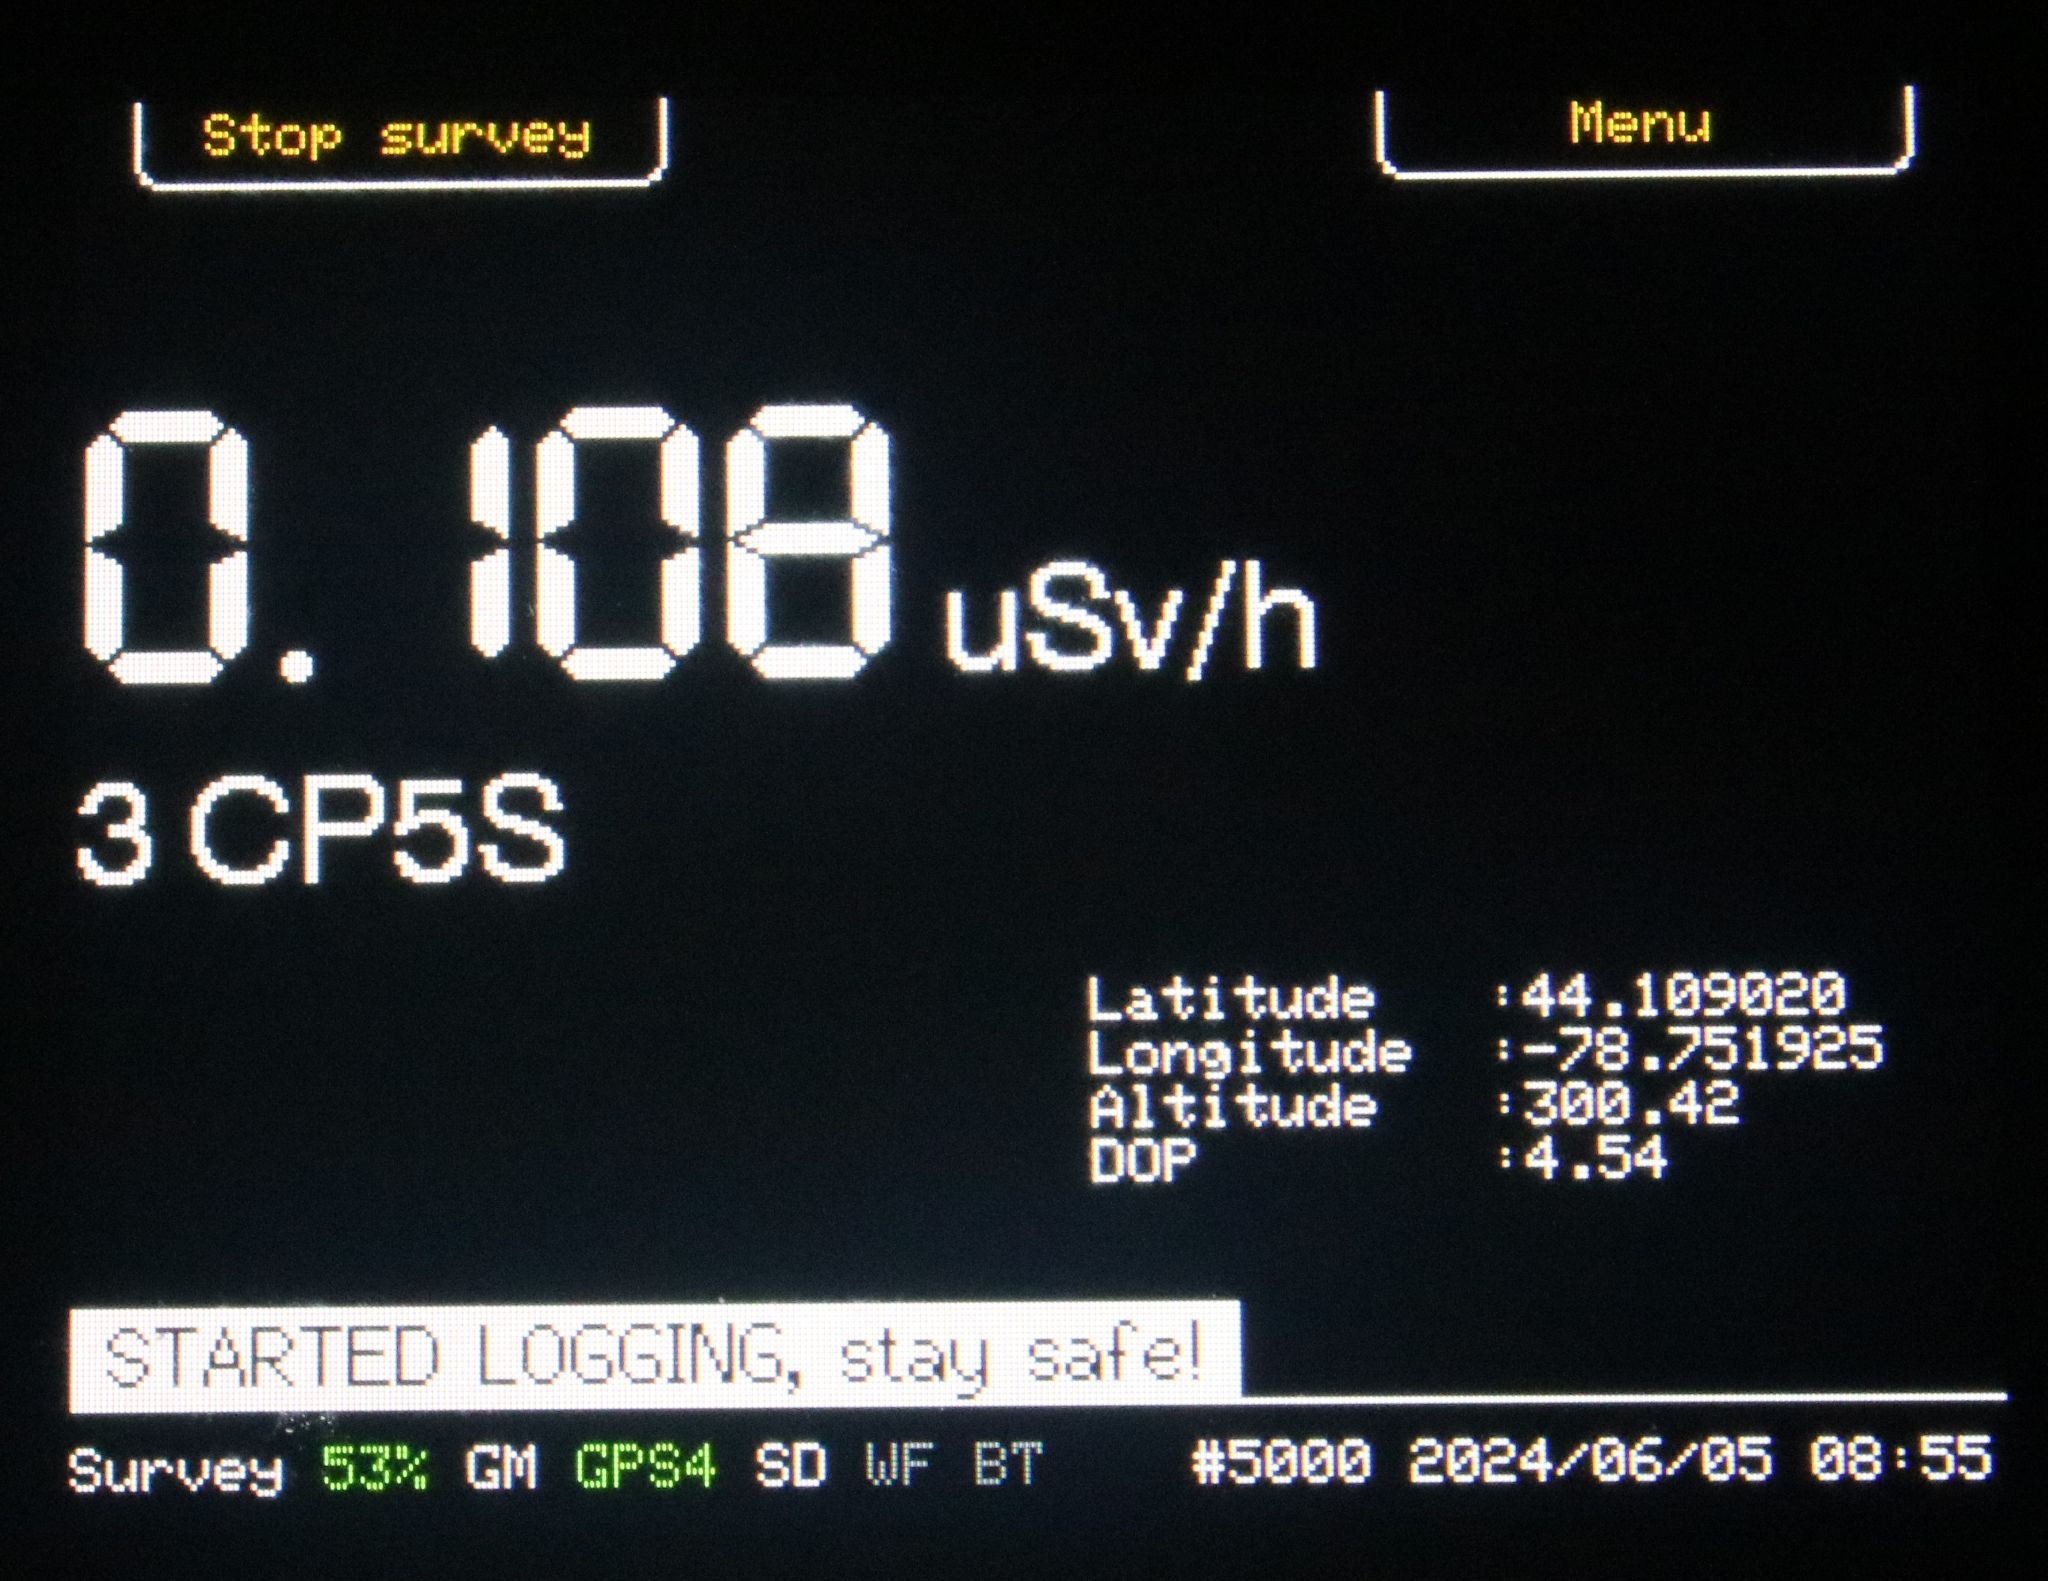 Stop survey Menu
0.108 uSv/h
3 CP5S
Latitude :44.109020
Longitude :-78.751925
Altitude :300.42
DOP :4.54
STARTED LOGGING, stay safe!
Survey 53% GM GPS4 SD WF BT #5000 2024/06/05 08:55